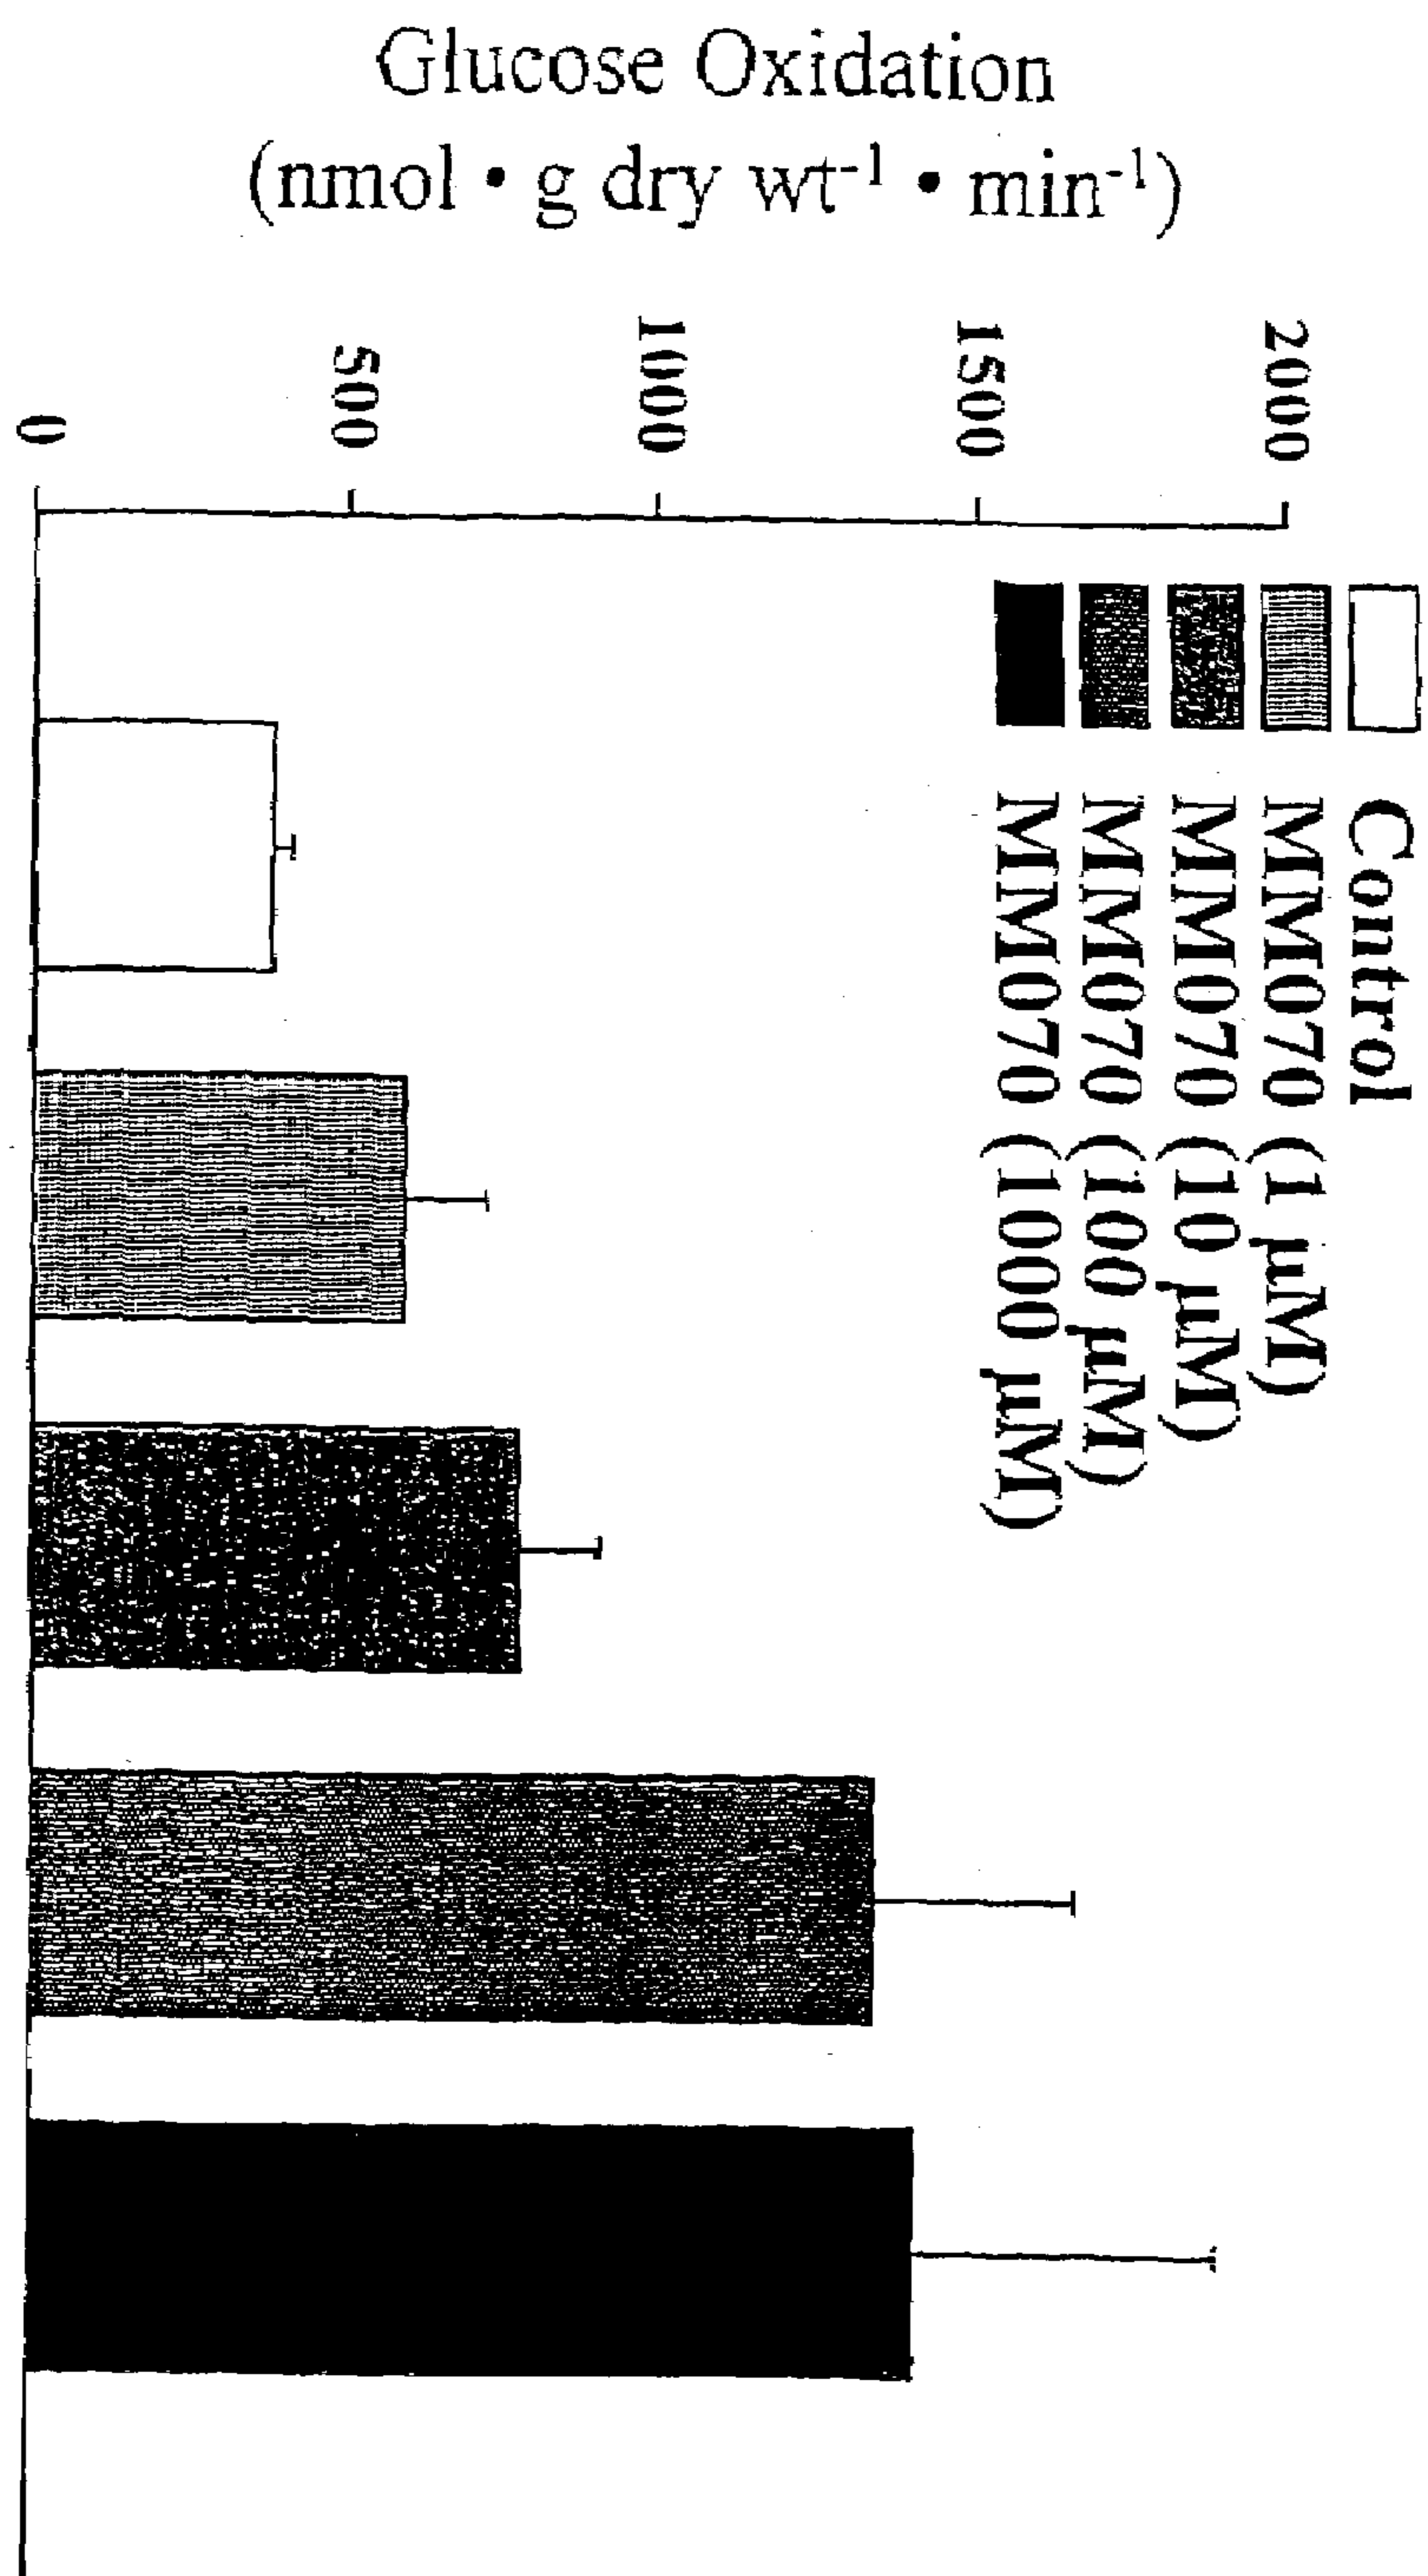 Glucose Oxidation
(nmol • g dry wt⁻¹ • min⁻¹)
2000
1500
1000
500
0
Control
MM070 (1 µM)
MM070 (10 µM)
MM070 (100 µM)
MM070 (1000 µM)